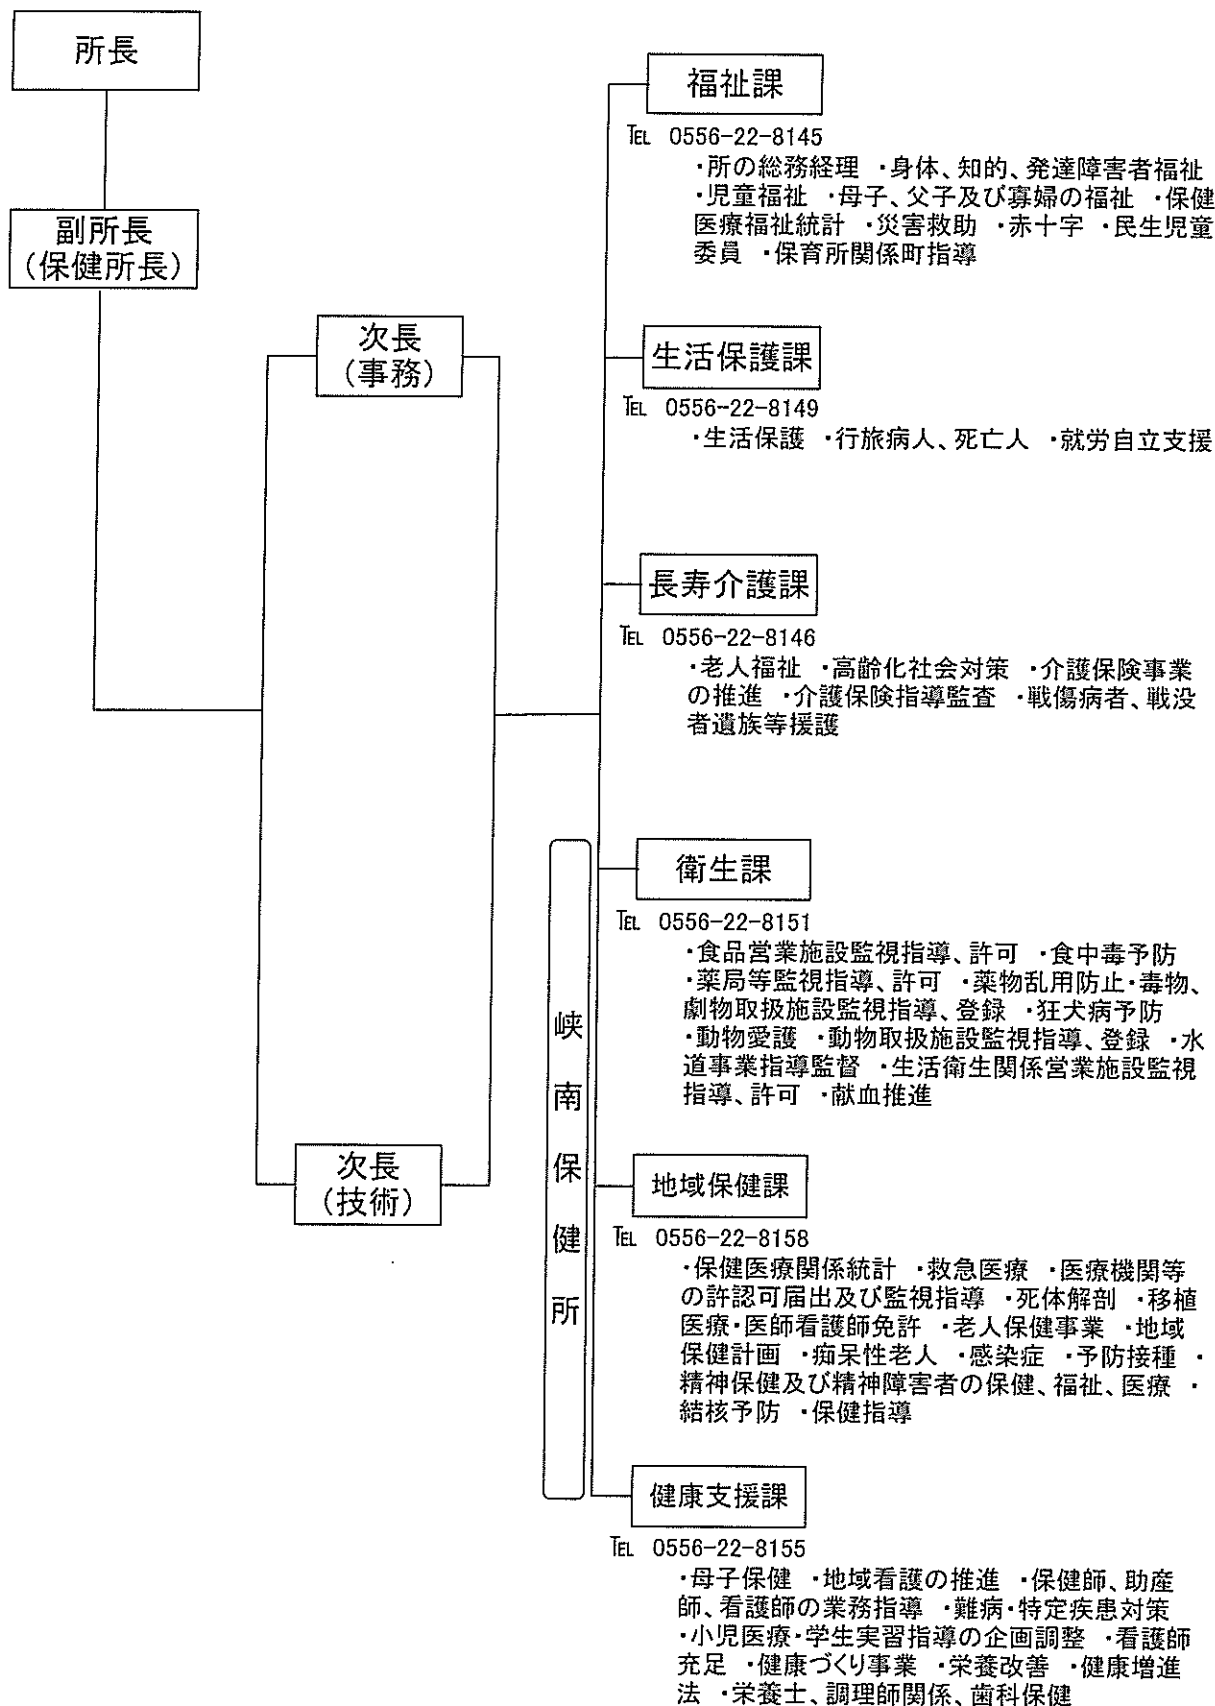 所長
副所長
(保健所長)
次長
(事務)
次長
(技術)
福祉課
℡ 0556-22-8145
・所の総務経理 ・身体、知的、発達障害者福祉
・児童福祉 ・母子、父子及び寡婦の福祉 ・保健
医療福祉統計 ・災害救助 ・赤十字 ・民生児童
委員 ・保育所関係町指導
生活保護課
℡ 0556-22-8149
・生活保護 ・行旅病人、死亡人 ・就労自立支援
長寿介護課
℡ 0556-22-8146
・老人福祉 ・高齢化社会対策 ・介護保険事業
の推進 ・介護保険指導監査 ・戦傷病者、戦没
者遺族等援護
峡南保健所
衛生課
℡ 0556-22-8151
・食品営業施設監視指導、許可 ・食中毒予防
・薬局等監視指導、許可 ・薬物乱用防止・毒物、
劇物取扱施設監視指導、登録 ・狂犬病予防
・動物愛護 ・動物取扱施設監視指導、登録 ・水
道事業指導監督 ・生活衛生関係営業施設監視
指導、許可 ・献血推進
地域保健課
℡ 0556-22-8158
・保健医療関係統計 ・救急医療 ・医療機関等
の許認可届出及び監視指導 ・死体解剖 ・移植
医療・医師看護師免許 ・老人保健事業 ・地域
保健計画 ・痴呆性老人 ・感染症 ・予防接種 ・
精神保健及び精神障害者の保健、福祉、医療 ・
結核予防 ・保健指導
健康支援課
℡ 0556-22-8155
・母子保健 ・地域看護の推進 ・保健師、助産
師、看護師の業務指導 ・難病・特定疾患対策
・小児医療・学生実習指導の企画調整 ・看護師
充足 ・健康づくり事業 ・栄養改善 ・健康増進
法 ・栄養士、調理師関係、歯科保健